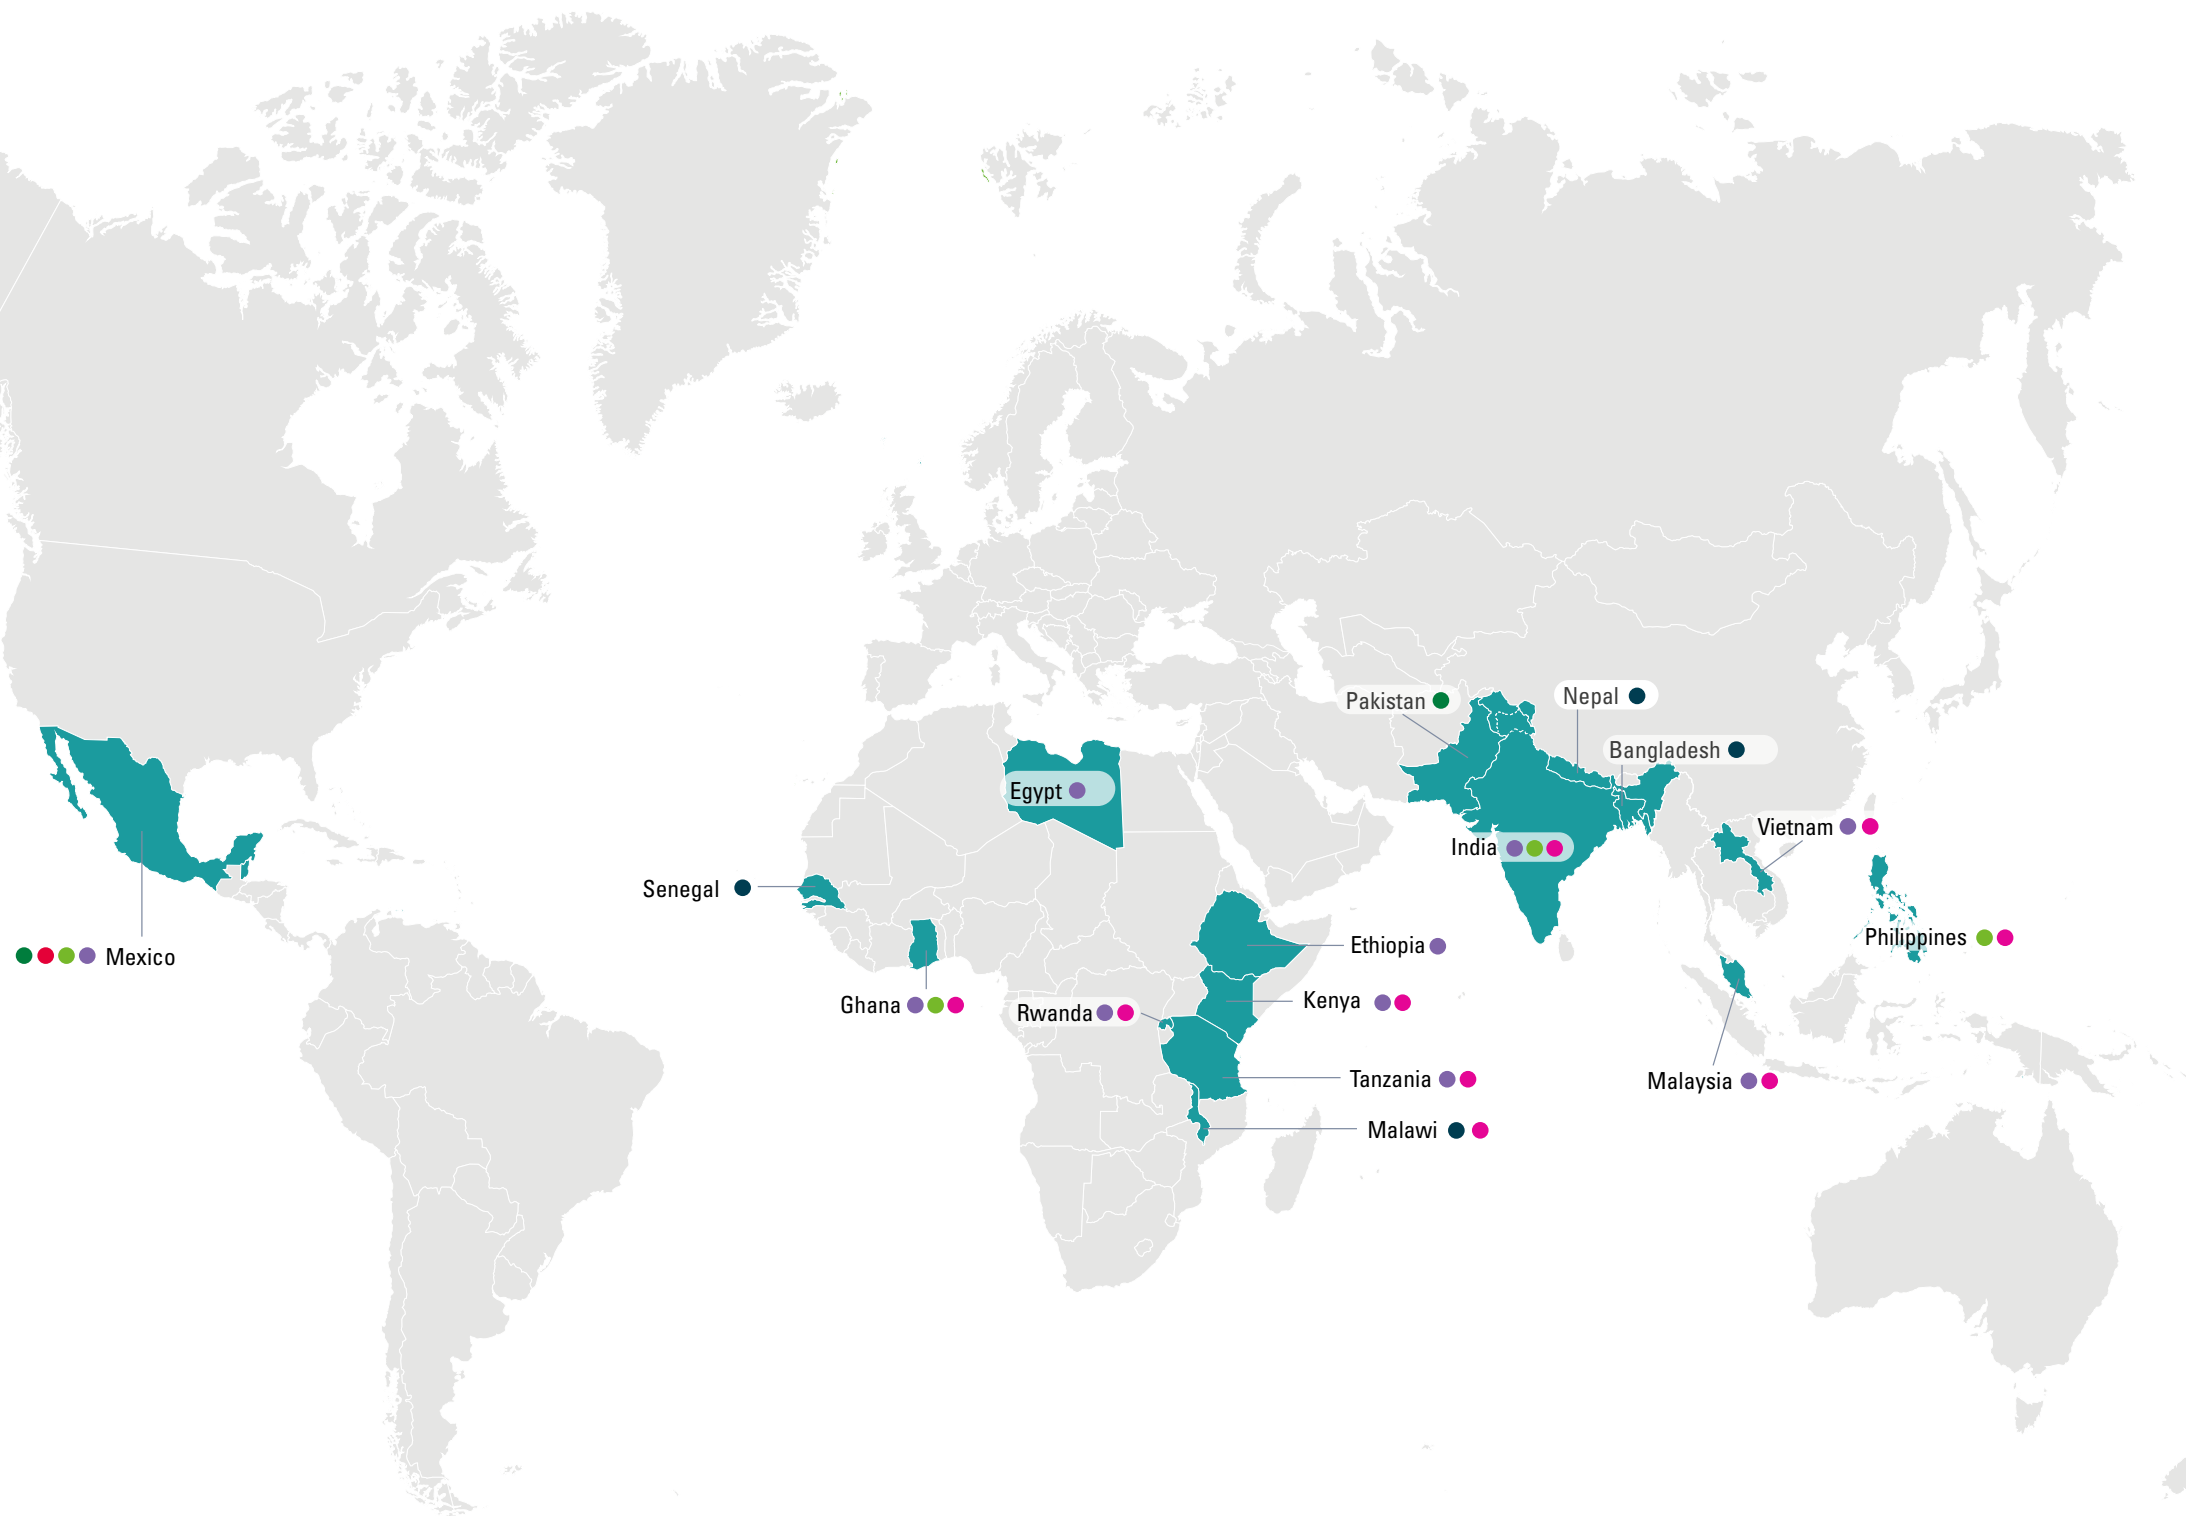 Pakistan
Nepal
Bangladesh
Egypt
Vietnam
India
Senegal
Philippines
Ethiopia
Mexico
Kenya
Ghana
Rwanda
Tanzania
Malaysia
Malawi